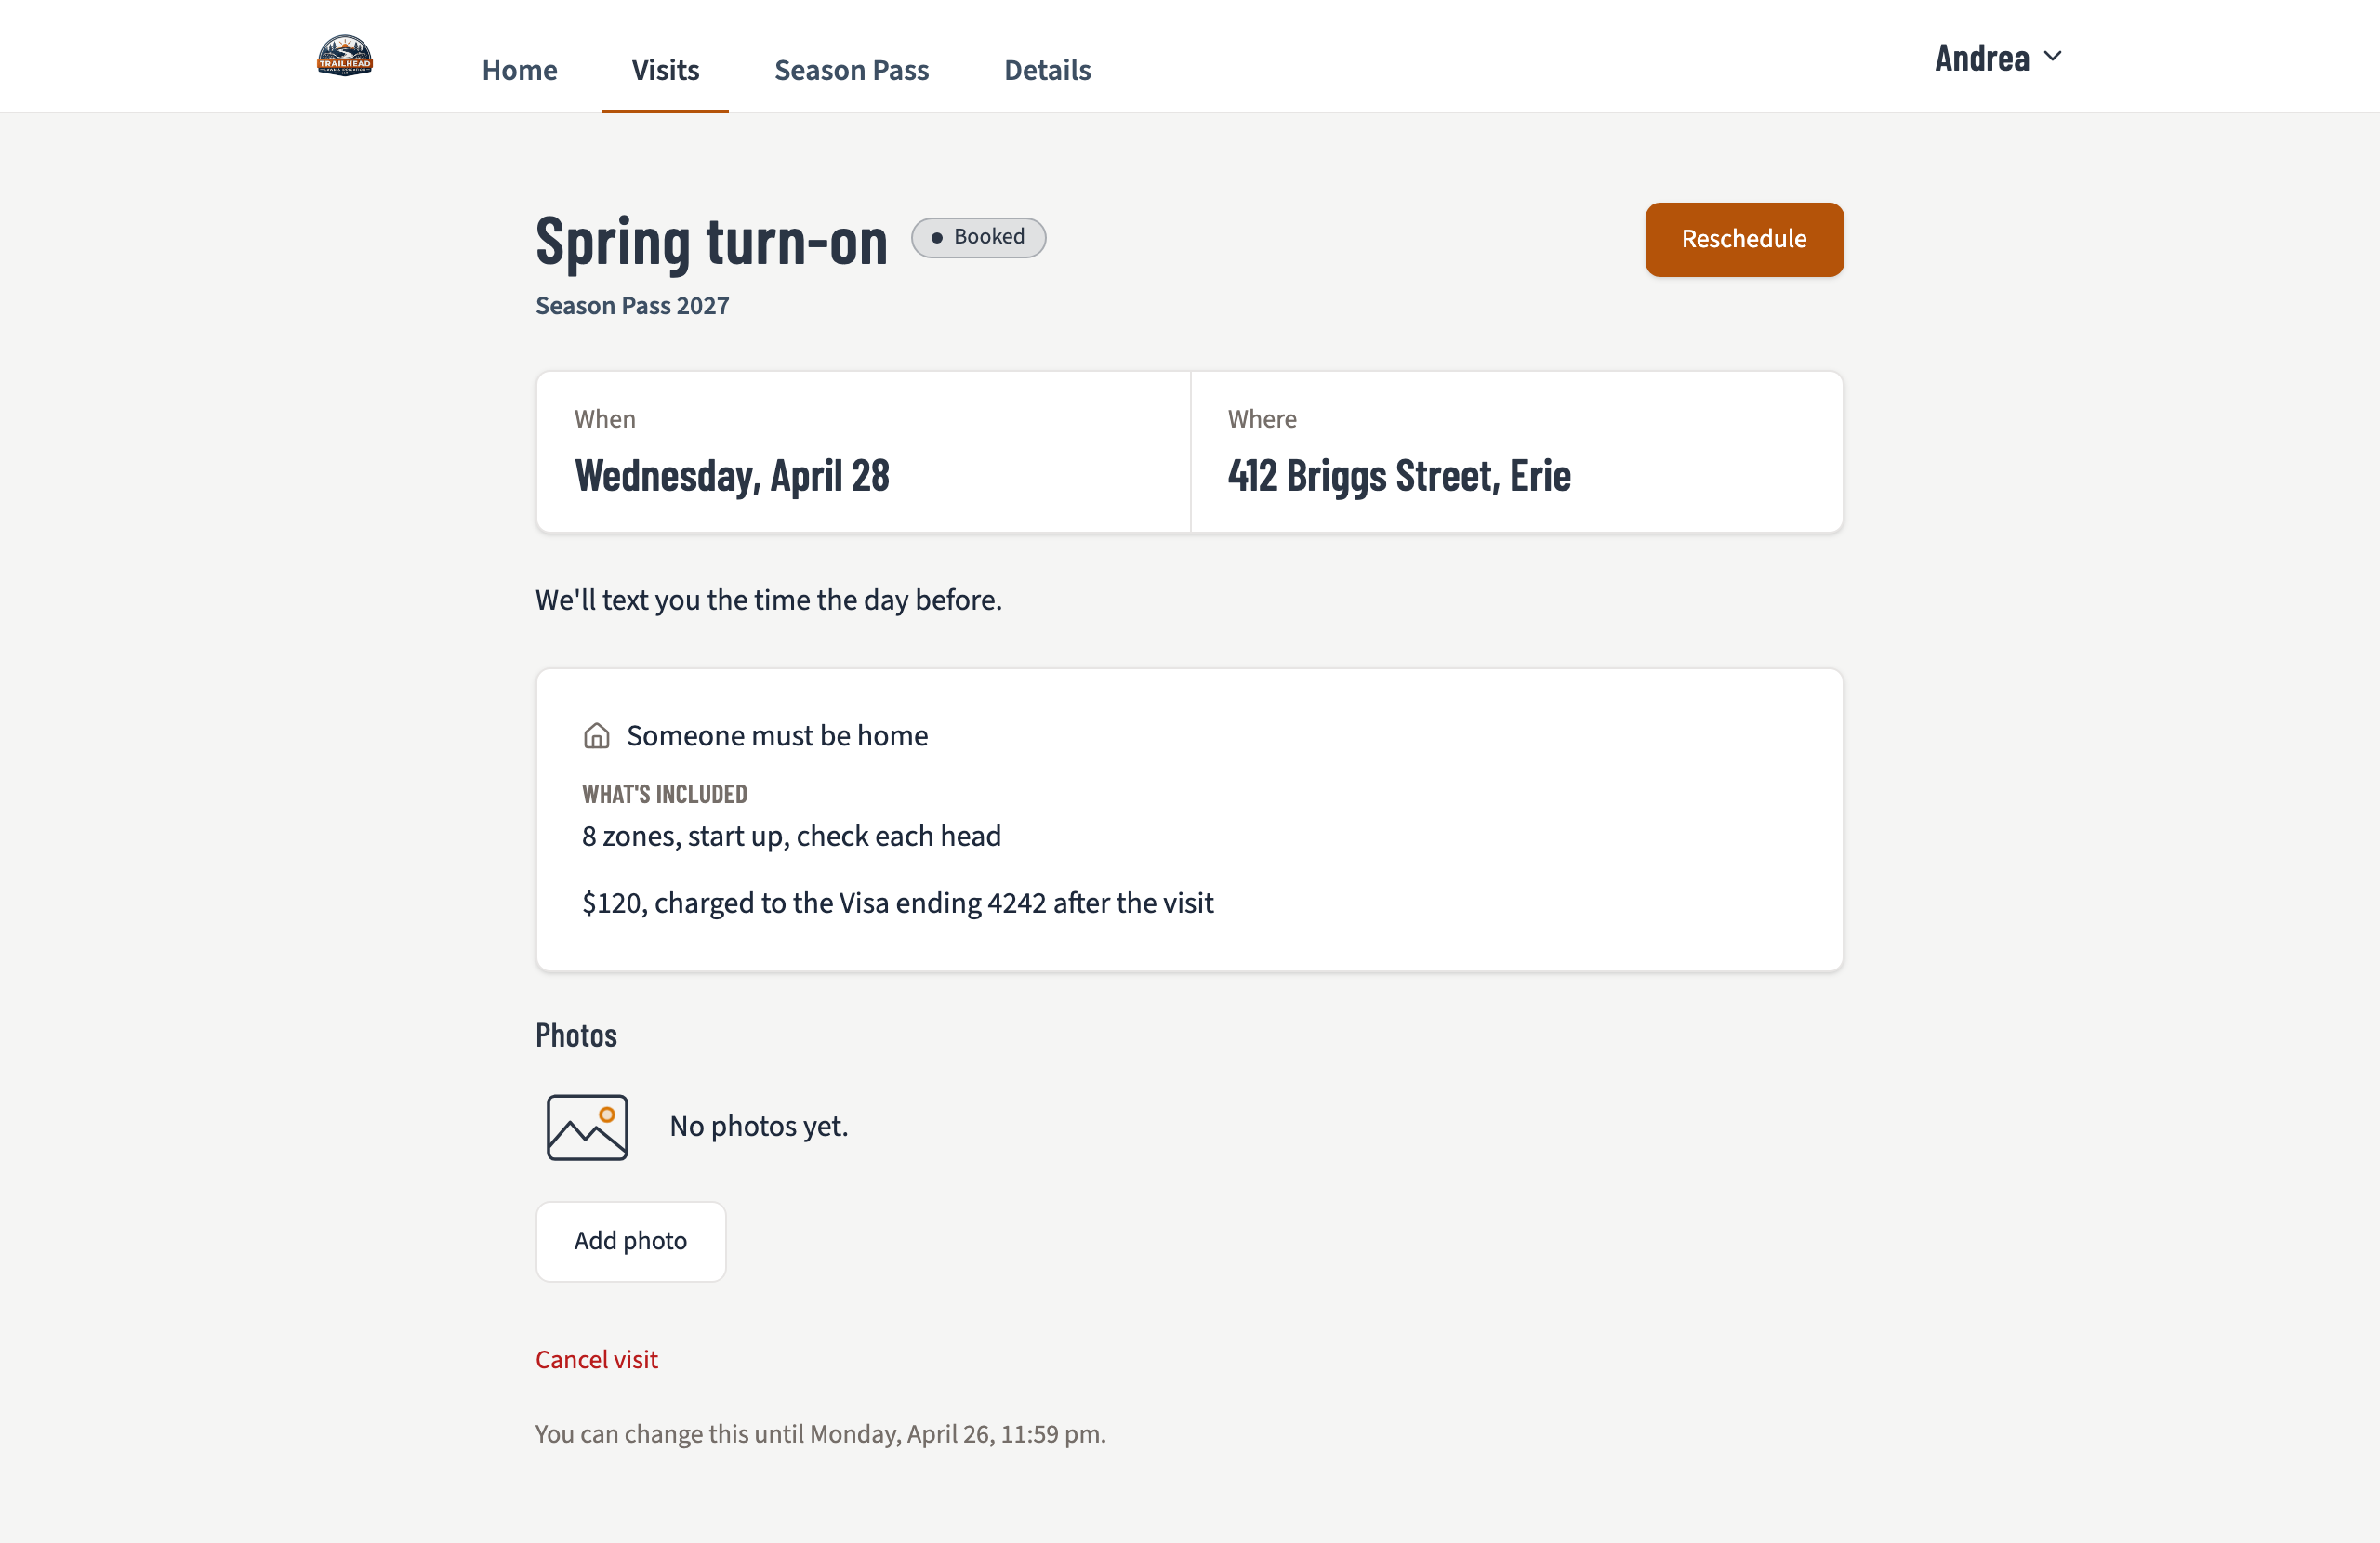 TRAILHEAD
Home
Visits
Season Pass
Details
Andrea
Spring turn-on
Booked
Reschedule
Season Pass 2027
When
Wednesday, April 28
Where
412 Briggs Street, Erie
We'll text you the time the day before.
Someone must be home
WHAT'S INCLUDED
8 zones, start up, check each head
$120, charged to the Visa ending 4242 after the visit
Photos
No photos yet.
Add photo
Cancel visit
You can change this until Monday, April 26, 11:59 pm.